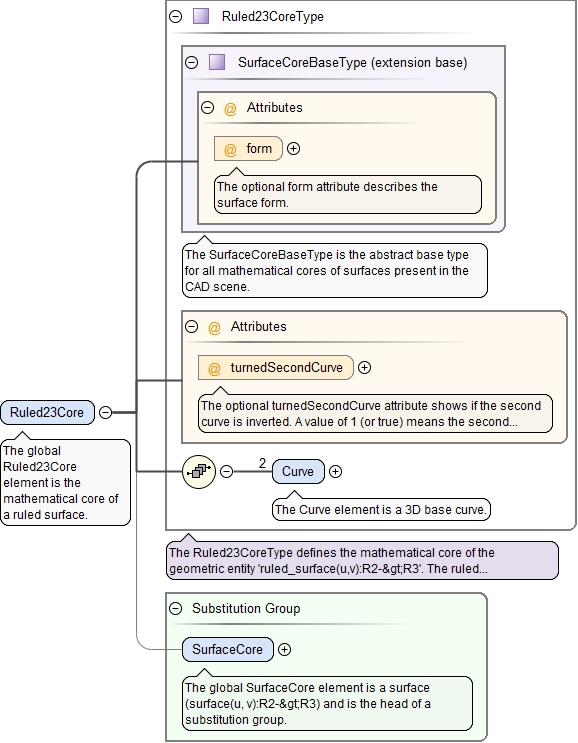 Ruled23CoreType
SurfaceCoreBaseType (extension base)
@ Attributes
@ form
The optional form attribute describes the
surface form.
The SurfaceCoreBaseType is the abstract base type
for all mathematical cores of surfaces present in the
CAD scene.
@ Attributes
@ turnedSecondCurve
The optional turnedSecondCurve attribute shows if the second
curve is inverted. A value of 1 (or true) means the second...
Ruled23Core
The global
Ruled23Core
element is the
mathematical core of
a ruled surface.
2
Curve
The Curve element is a 3D base curve.
The Ruled23CoreType defines the mathematical core of the
geometric entity 'ruled_surface(u,v):R2-&gt;R3'. The ruled...
Substitution Group
SurfaceCore
The global SurfaceCore element is a surface
(surface(u, v):R2-&gt;R3) and is the head of a
substitution group.